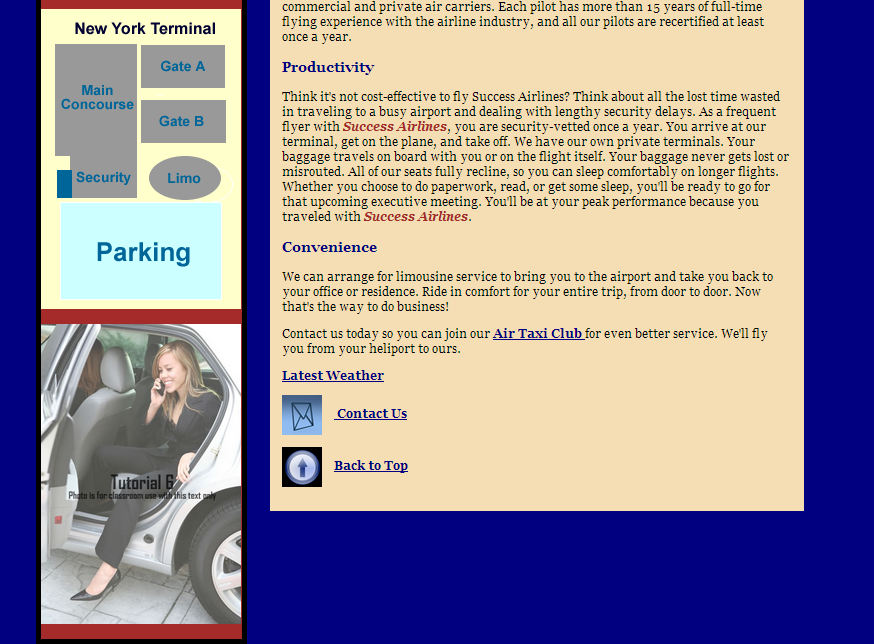 New York Terminal
Main
Concourse
Gate A
Gate B
Security
Limo
Parking
Tutorial 6
Photo is for classroom use with this text only
commercial and private air carriers. Each pilot has more than 15 years of full-time
flying experience with the airline industry, and all our pilots are recertified at least
once a year.
Productivity
Think it's not cost-effective to fly Success Airlines? Think about all the lost time wasted
in traveling to a busy airport and dealing with lengthy security delays. As a frequent
flyer with Success Airlines, you are security-vetted once a year. You arrive at our
terminal, get on the plane, and take off. We have our own private terminals. Your
baggage travels on board with you or on the flight itself. Your baggage never gets lost or
misrouted. All of our seats fully recline, so you can sleep comfortably on longer flights.
Whether you choose to do paperwork, read, or get some sleep, you'll be ready to go for
that upcoming executive meeting. You'll be at your peak performance because you
traveled with Success Airlines.
Convenience
We can arrange for limousine service to bring you to the airport and take you back to
your office or residence. Ride in comfort for your entire trip, from door to door. Now
that's the way to do business!
Contact us today so you can join our Air Taxi Club for even better service. We'll fly
you from your heliport to ours.
Latest Weather
Contact Us
Back to Top